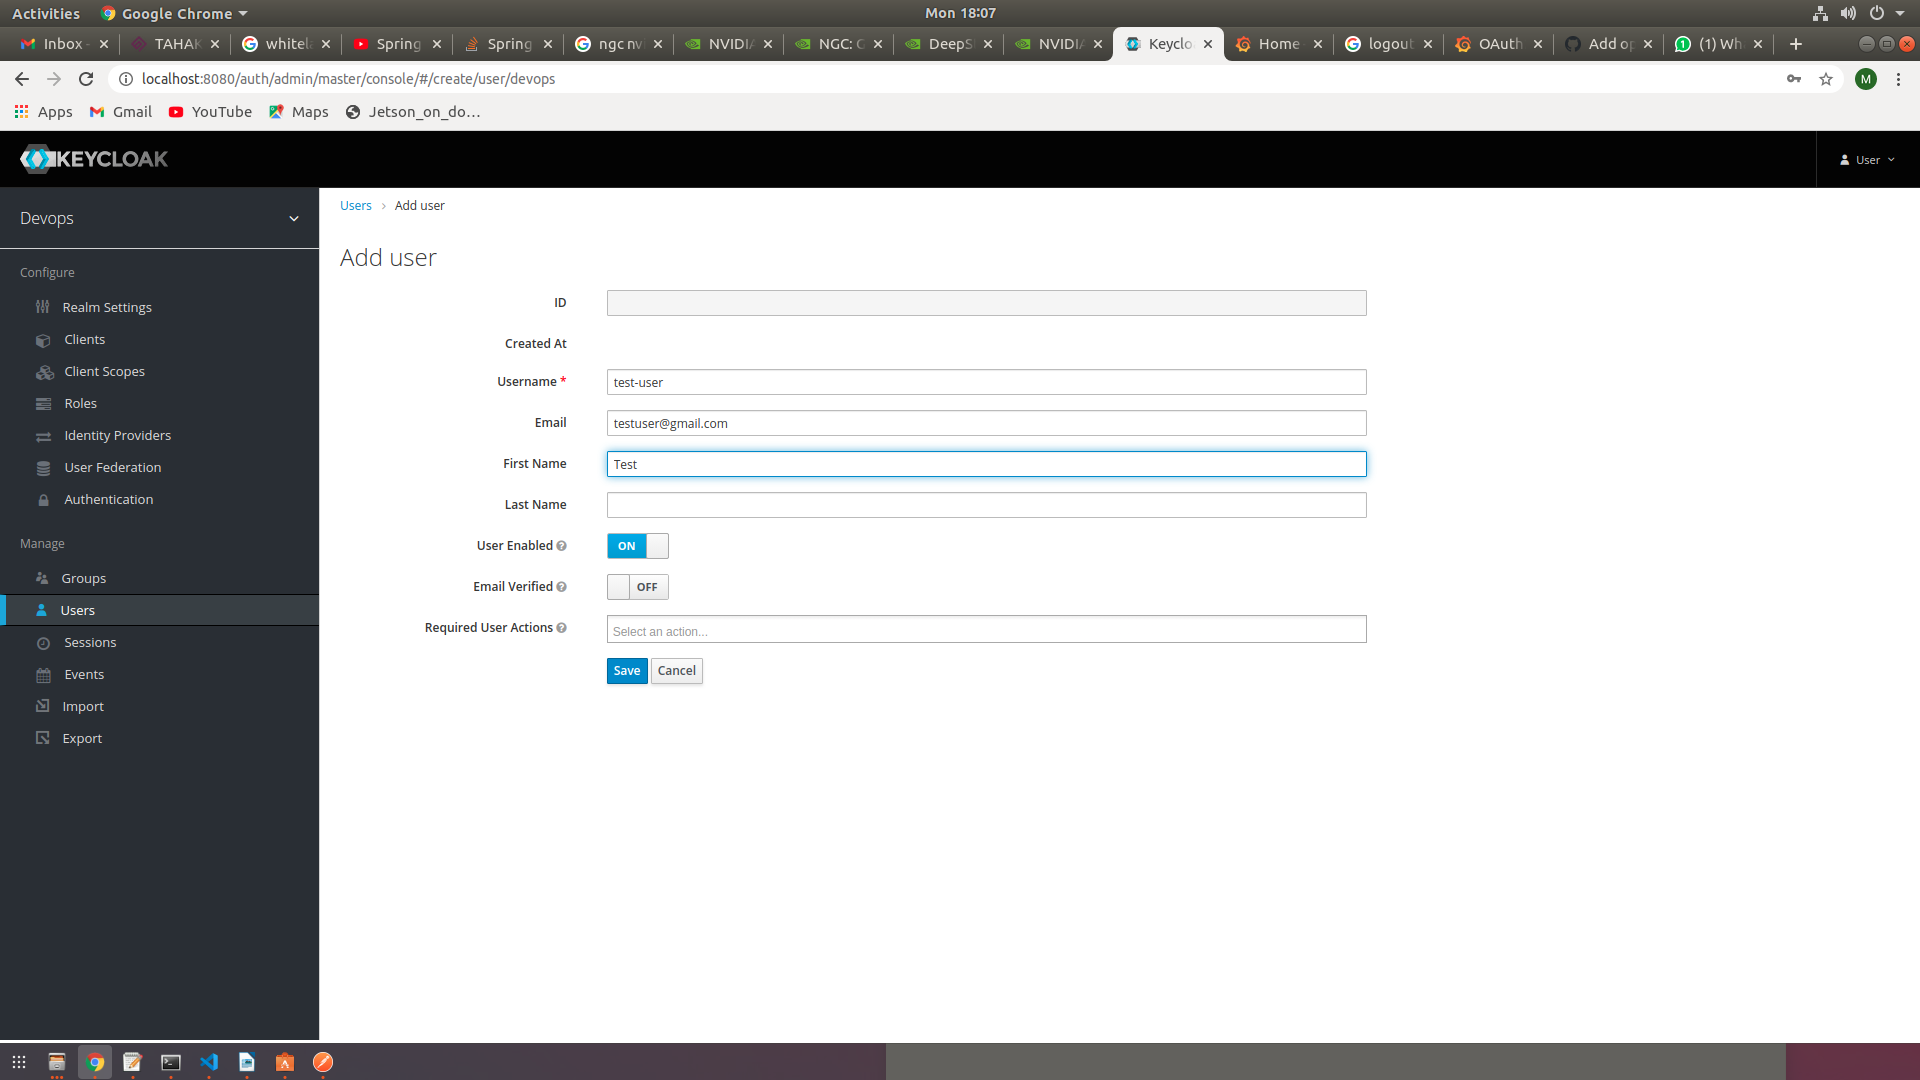 Activities Google Chrome Mon 18:07
Inbox - TAHAK whitela Spring Spring ngc nv NVIDIA NGC: DeepS NVIDIA Keyclo Home logout OAuth Add op (1) Wh
localhost:8080/auth/admin/master/console/#/create/user/devops M
Apps Gmail YouTube Maps Jetson_on_do...
KEYCLOAK User
Devops
Users Add user
Add user
Configure
Realm Settings
Clients
Client Scopes
Roles
Identity Providers
User Federation
Authentication
Manage
Groups
Users
Sessions
Events
Import
Export
ID
Created At
Username * test-user
Email testuser@gmail.com
First Name Test
Last Name
User Enabled ON
Email Verified OFF
Required User Actions Select an action...
Save Cancel